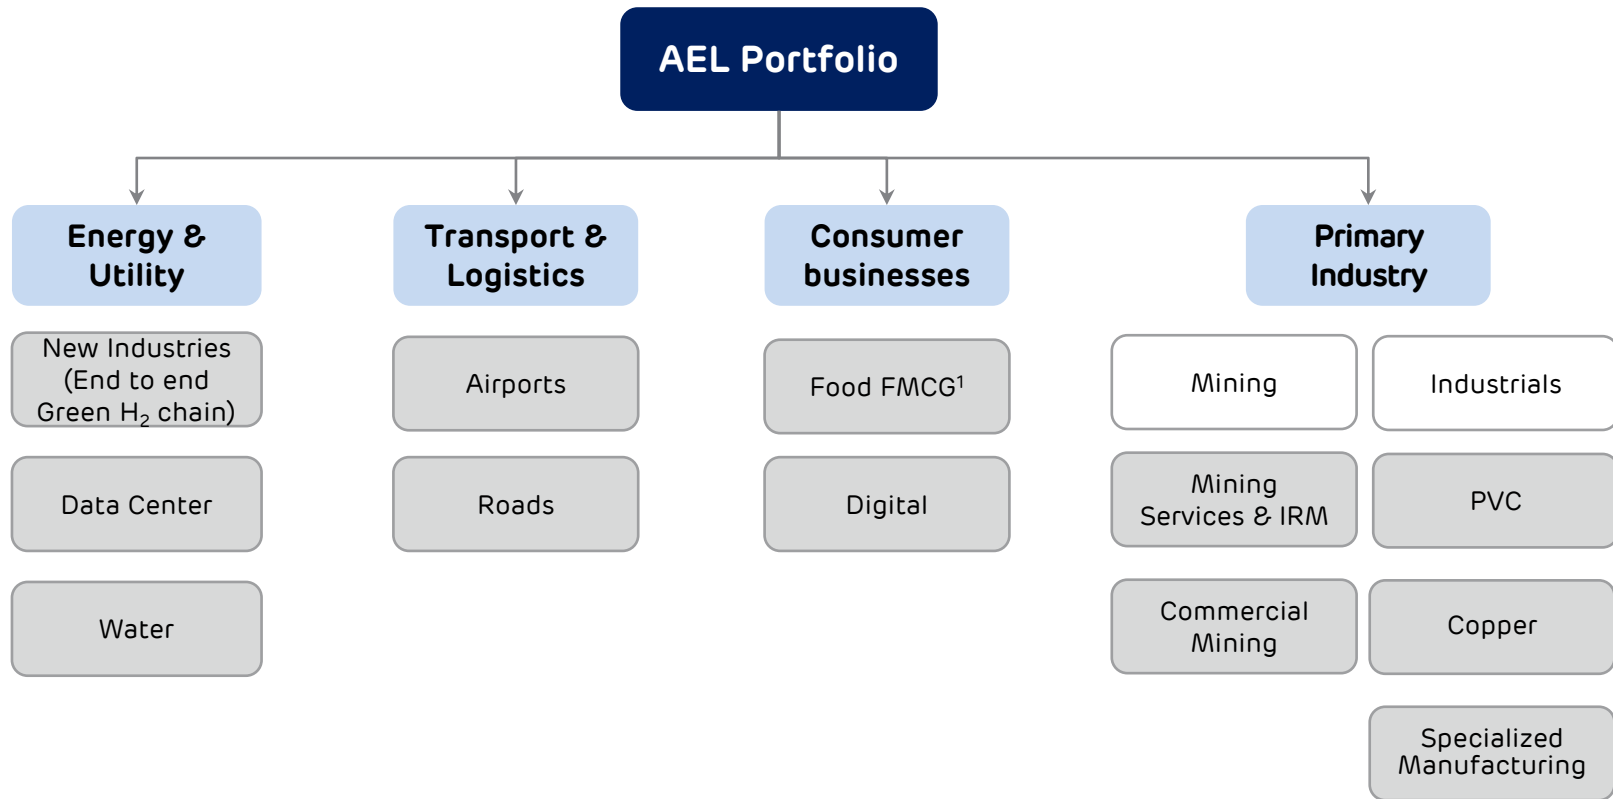 AEL Portfolio
Energy &
Utility
New Industries
(End to end
Green H₂ chain)
Data Center
Water
Transport &
Logistics
Airports
Roads
Consumer
businesses
Food FMCG¹
Digital
Primary
Industry
Mining
Mining
Services & IRM
Commercial
Mining
Industrials
PVC
Copper
Specialized
Manufacturing